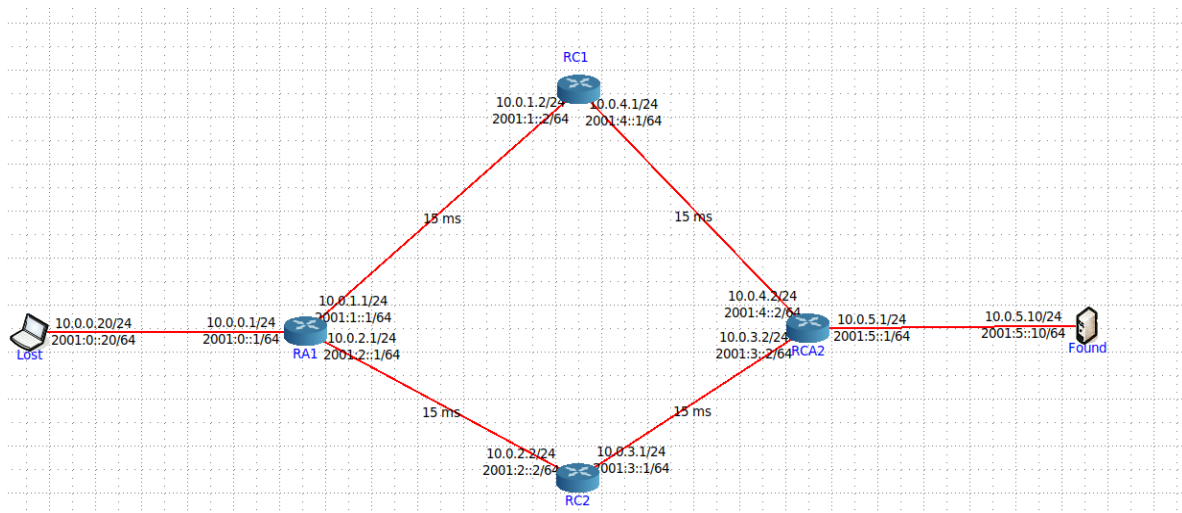 RC1
10.0.1.2/24
2001:1::2/64
10.0.4.1/24
2001:4::1/64
15 ms
15 ms
10.0.0.20/24
2001:0::20/64
Lost
10.0.0.1/24
2001:0::1/64
10.0.1.1/24
2001:1::1/64
RA1
10.0.2.1/24
2001:2::1/64
10.0.4.2/24
2001:4::2/64
10.0.3.2/24
2001:3::2/64
RCA2
10.0.5.1/24
2001:5::1/64
10.0.5.10/24
2001:5::10/64
Found
15 ms
15 ms
10.0.2.2/24
2001:2::2/64
10.0.3.1/24
2001:3::1/64
RC2